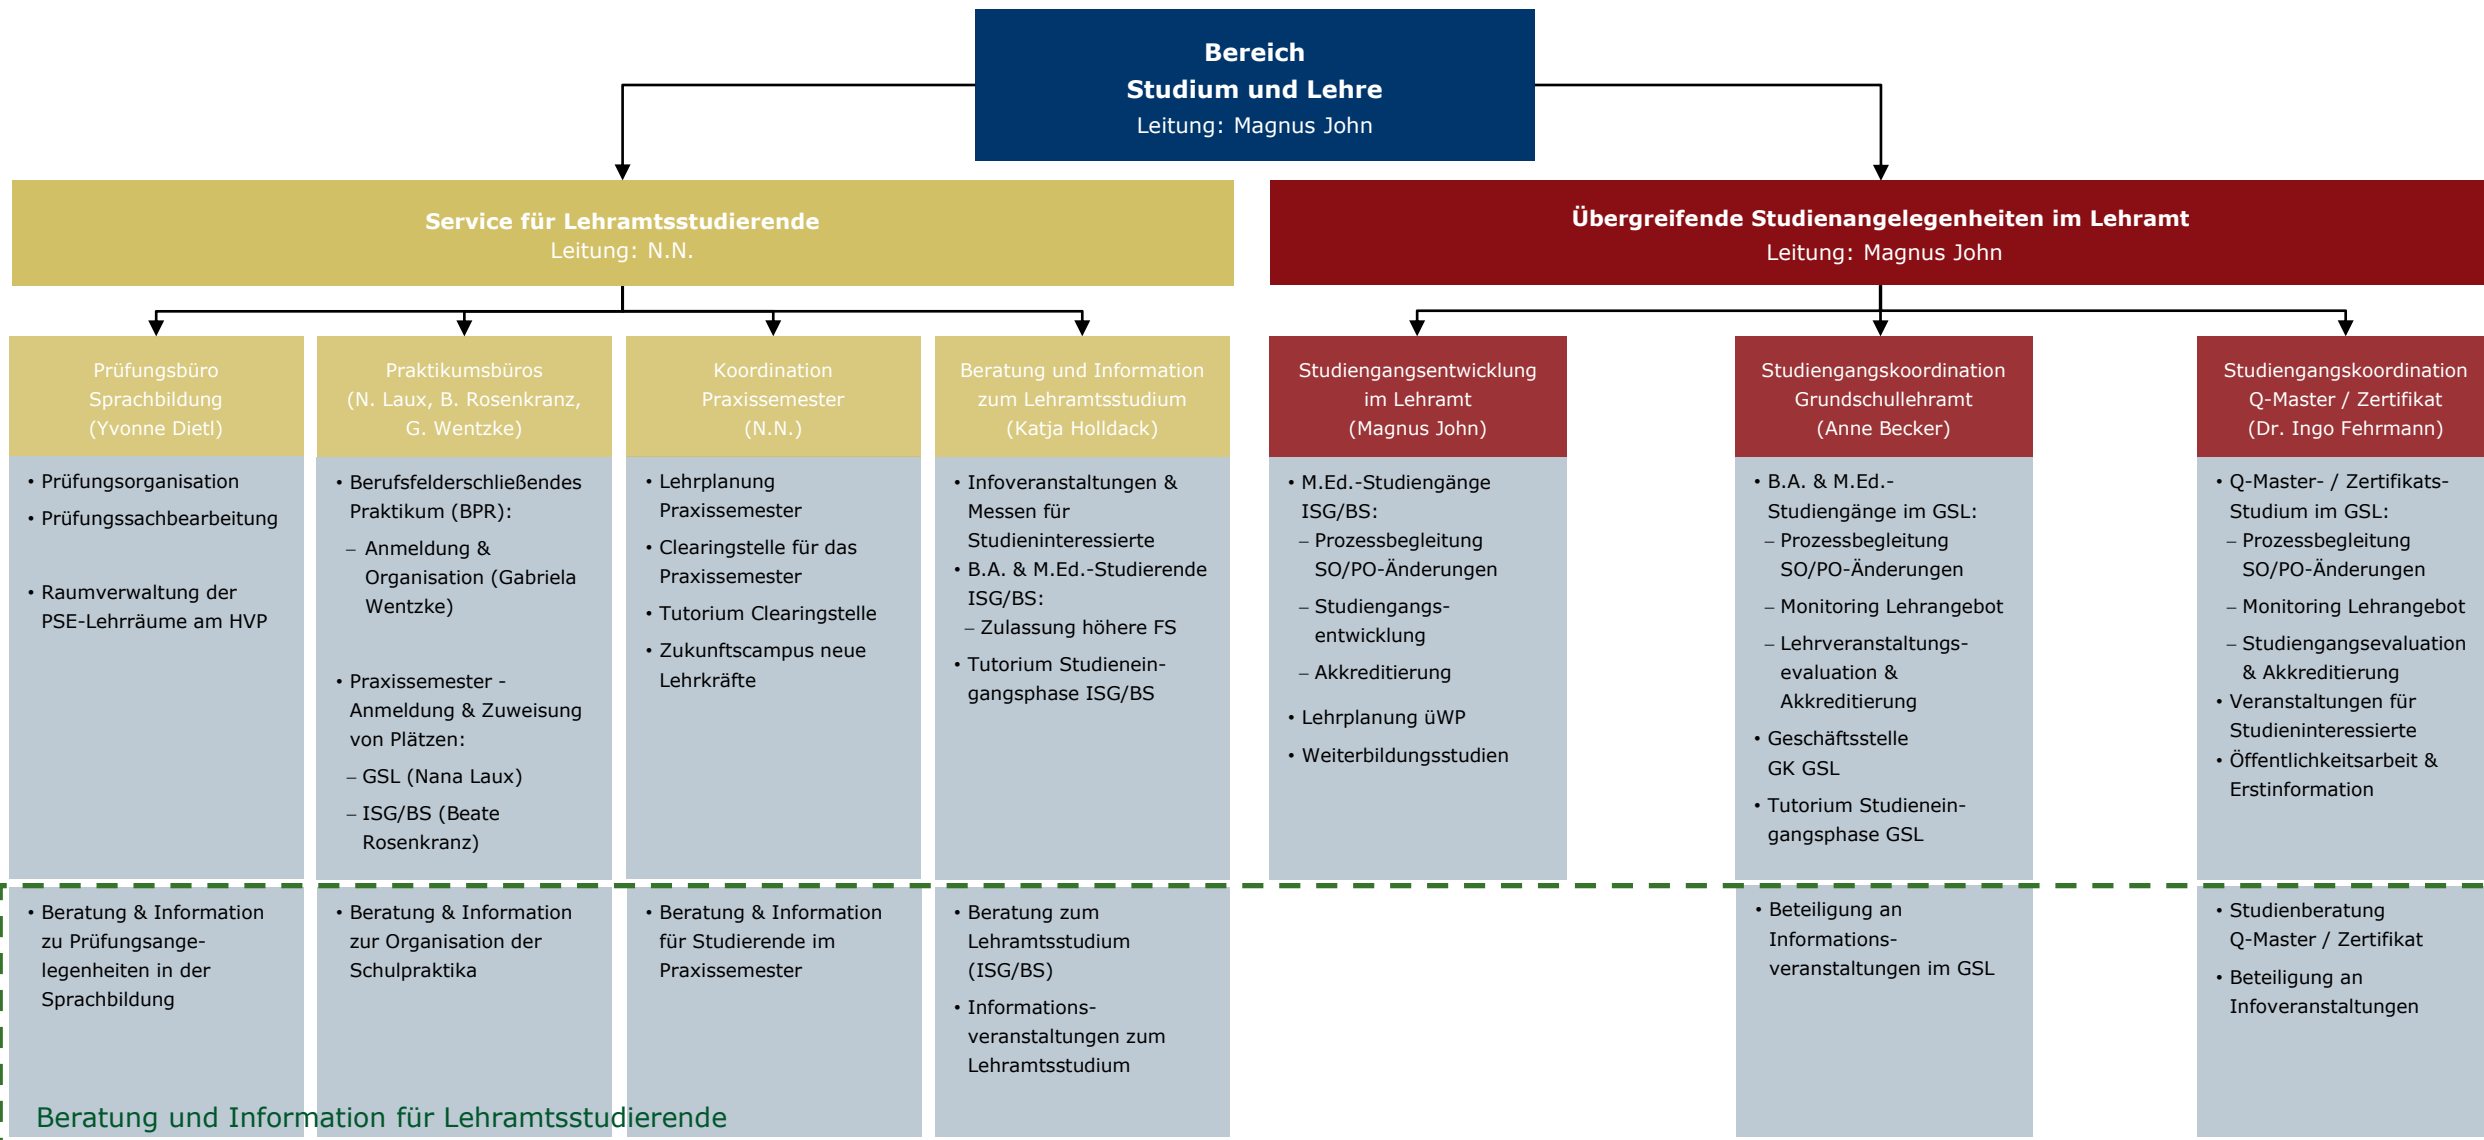 Bereich
Studium und Lehre
Leitung: Magnus John
Service für Lehramtsstudierende
Leitung: N.N.
Übergreifende Studienangelegenheiten im Lehramt
Leitung: Magnus John
Prüfungsbüro
Sprachbildung
(Yvonne Dietl)
• Prüfungsorganisation
• Prüfungssachbearbeitung
• Raumverwaltung der
PSE-Lehrräume am HVP
• Beratung & Information
zu Prüfungsange-
legenheiten in der
Sprachbildung
Praktikumsbüros
(N. Laux, B. Rosenkranz,
G. Wentzke)
• Berufsfelderschließendes
Praktikum (BPR):
– Anmeldung &
Organisation (Gabriela
Wentzke)
• Praxissemester -
Anmeldung & Zuweisung
von Plätzen:
– GSL (Nana Laux)
– ISG/BS (Beate
Rosenkranz)
• Beratung & Information
zur Organisation der
Schulpraktika
Koordination
Praxissemester
(N.N.)
• Lehrplanung
Praxissemester
• Clearingstelle für das
Praxissemester
• Tutorium Clearingstelle
• Zukunftscampus neue
Lehrkräfte
• Beratung & Information
für Studierende im
Praxissemester
Beratung und Information
zum Lehramtsstudium
(Katja Holldack)
• Infoveranstaltungen &
Messen für
Studieninteressierte
• B.A. & M.Ed.-Studierende
ISG/BS:
– Zulassung höhere FS
• Tutorium Studienein-
gangsphase ISG/BS
• Beratung zum
Lehramtsstudium
(ISG/BS)
• Informations-
veranstaltungen zum
Lehramtsstudium
Studiengangsentwicklung
im Lehramt
(Magnus John)
• M.Ed.-Studiengänge
ISG/BS:
– Prozessbegleitung
SO/PO-Änderungen
– Studiengangs-
entwicklung
– Akkreditierung
• Lehrplanung üWP
• Weiterbildungsstudien
Studiengangskoordination
Grundschullehramt
(Anne Becker)
• B.A. & M.Ed.-
Studiengänge im GSL:
– Prozessbegleitung
SO/PO-Änderungen
– Monitoring Lehrangebot
– Lehrveranstaltungs-
evaluation &
Akkreditierung
• Geschäftsstelle
GK GSL
• Tutorium Studienein-
gangsphase GSL
• Beteiligung an
Informations-
veranstaltungen im GSL
Studiengangskoordination
Q-Master / Zertifikat
(Dr. Ingo Fehrmann)
• Q-Master- / Zertifikats-
Studium im GSL:
– Prozessbegleitung
SO/PO-Änderungen
– Monitoring Lehrangebot
– Studiengangsevaluation
& Akkreditierung
• Veranstaltungen für
Studieninteressierte
• Öffentlichkeitsarbeit &
Erstinformation
• Studienberatung
Q-Master / Zertifikat
• Beteiligung an
Infoveranstaltungen
Beratung und Information für Lehramtsstudierende